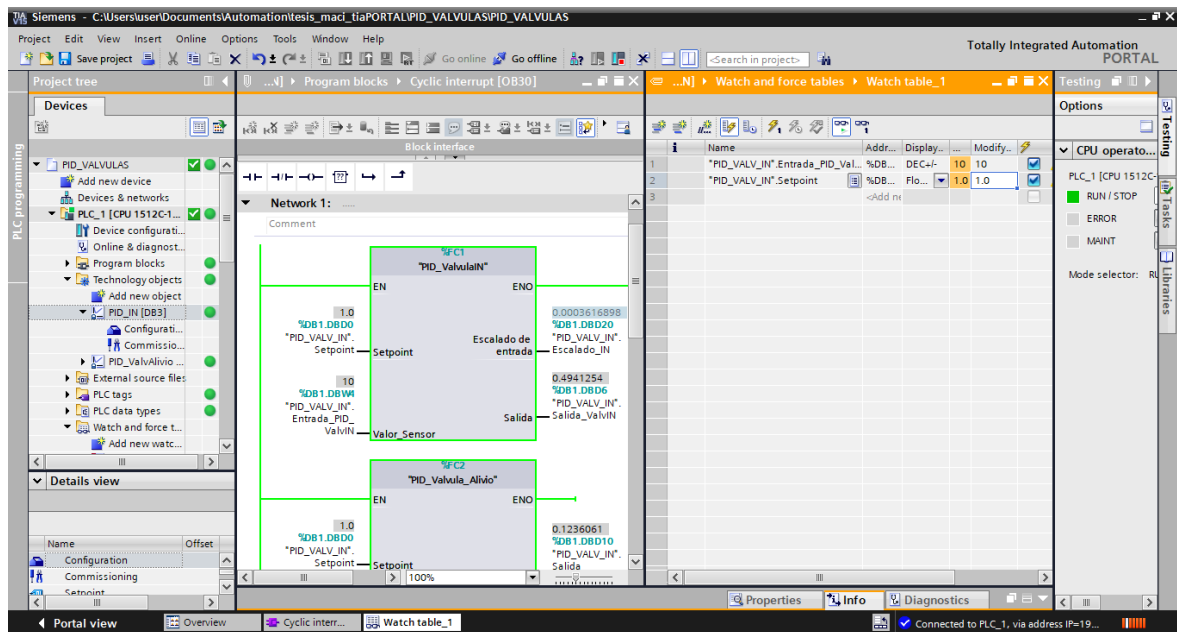 Siemens - C:\Users\user\Documents\Automation\tesis_maci_tiaPORTAL\PID_VALVULAS\PID_VALVULAS
Project Edit View Insert Online Options Tools Window Help
Totally Integrated Automation
PORTAL
Save project
Go online
Go offline
<Search in project>
Project tree
Devices
PLC programming
PID_VALVULAS
Add new device
Devices & networks
PLC_1 [CPU 1512C-1...
Device configurati...
Online & diagnost...
Program blocks
Technology objects
Add new object
PID_IN [DB3]
Configurati...
Commissio...
PID_ValvAlivio ...
External source files
PLC tags
PLC data types
Watch and force t...
Add new watc...
Details view
Name Offset
Configuration
Commissioning
Setpoint
...V] Program blocks Cyclic interrupt [OB30]
Block interface
Network 1: .....
Comment
%FC1
"PID_ValvulaIN"
EN ENO
1.0
%DB1.DBD0
"PID_VALV_IN".
Setpoint Setpoint
10
%DB1.DBW4
"PID_VALV_IN".
Entrada_PID_
ValvIN Valor_Sensor
0.0003616898
%DB1.DBD20
"PID_VALV_IN".
Escalado de
entrada Escalado_IN
0.4941254
%DB1.DBD6
"PID_VALV_IN".
Salida Salida_ValvIN
%FC2
"PID_Valvula_Alivio"
EN ENO
1.0
%DB1.DBD0
"PID_VALV_IN".
Setpoint Setpoint
0.1236061
%DB1.DBD10
"PID_VALV_IN".
Salida
100%
...N] Watch and force tables Watch table_1
i Name Addr... Display.. ... Modify..
1 "PID_VALV_IN".Entrada_PID_Val... %DB... DEC+/- 10 10
2 "PID_VALV_IN".Setpoint %DB... Flo... 1.0 1.0
3 <Add ne
Properties Info Diagnostics
Testing
Options
CPU operato...
PLC_1 [CPU 1512C-
RUN / STOP
ERROR
MAINT
Mode selector: RU
Testing
Tasks
Libraries
Portal view Overview Cyclic interr... Watch table_1
Connected to PLC_1, via address IP=19...